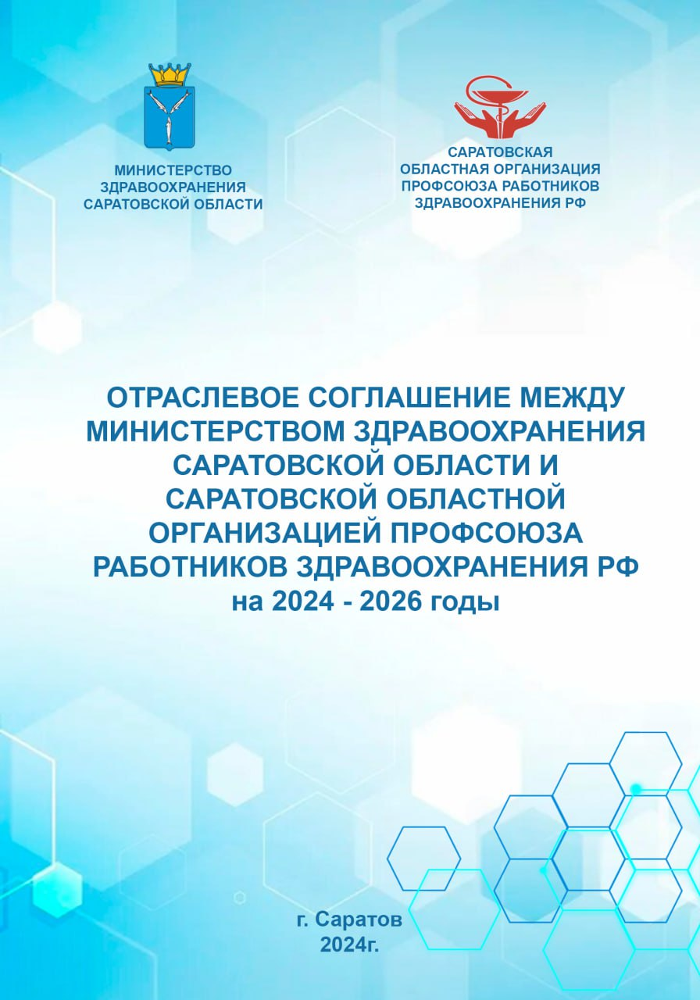 МИНИСТЕРСТВО
ЗДРАВООХРАНЕНИЯ
САРАТОВСКОЙ ОБЛАСТИ
САРАТОВСКАЯ
ОБЛАСТНАЯ ОРГАНИЗАЦИЯ
ПРОФСОЮЗА РАБОТНИКОВ
ЗДРАВООХРАНЕНИЯ РФ
ОТРАСЛЕВОЕ СОГЛАШЕНИЕ МЕЖДУ
МИНИСТЕРСТВОМ ЗДРАВООХРАНЕНИЯ
САРАТОВСКОЙ ОБЛАСТИ И
САРАТОВСКОЙ ОБЛАСТНОЙ
ОРГАНИЗАЦИЕЙ ПРОФСОЮЗА
РАБОТНИКОВ ЗДРАВООХРАНЕНИЯ РФ
на 2024 - 2026 годы
г. Саратов
2024г.